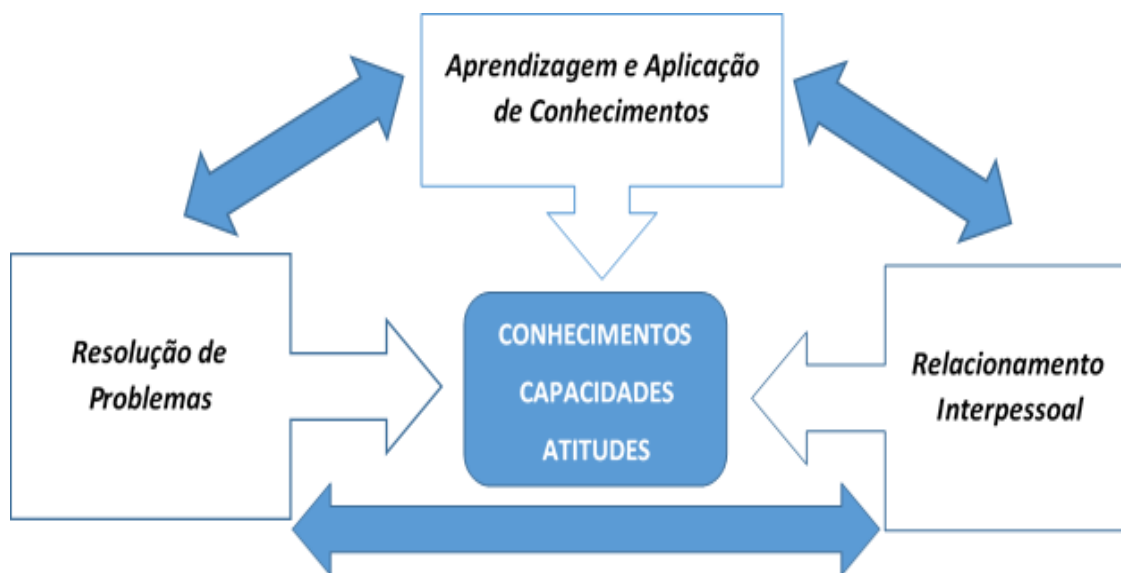 Aprendizagem e Aplicação
de Conhecimentos
Resolução de
Problemas
CONHECIMENTOS
CAPACIDADES
ATITUDES
Relacionamento
Interpessoal